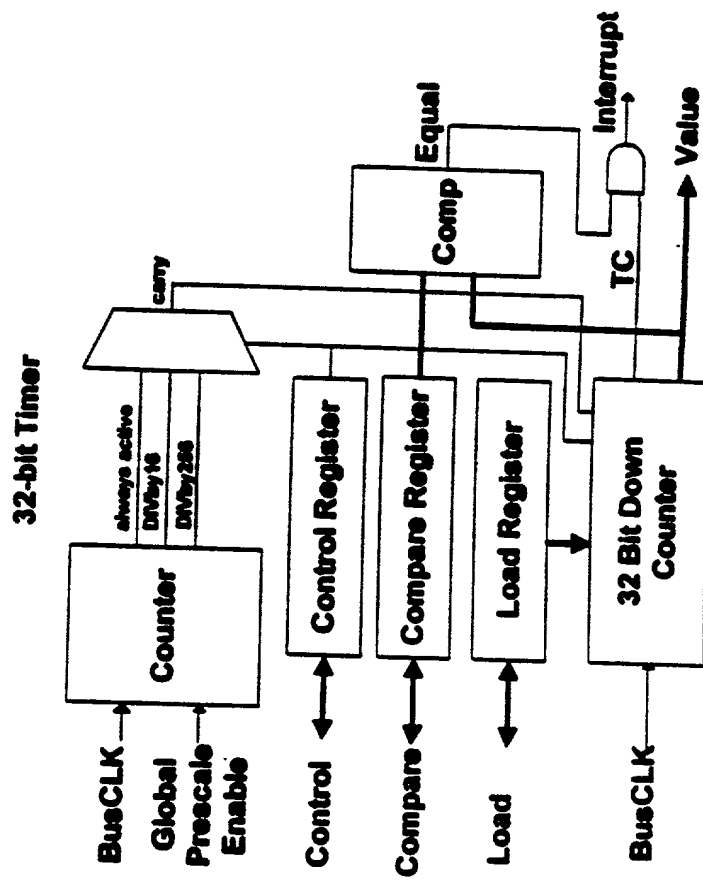 32-bit Timer
BusCLK
Global
Prescale
Enable
Counter
always active
DIVby16
DIVby256
carry
Control
Control Register
Compare
Compare Register
Comp
Equal
Load
Load Register
BusCLK
32 Bit Down
Counter
TC
Interrupt
Value